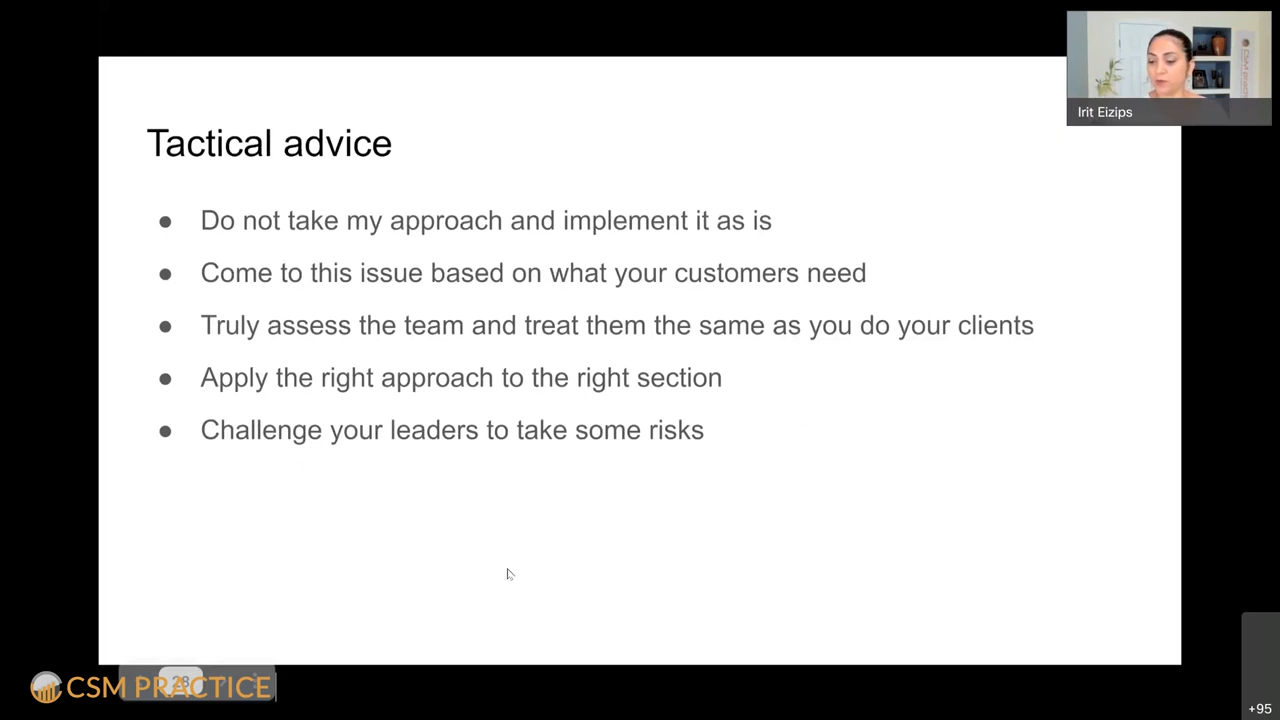 Irit Eizips
Tactical advice
● Do not take my approach and implement it as is
● Come to this issue based on what your customers need
● Truly assess the team and treat them the same as you do your clients
● Apply the right approach to the right section
● Challenge your leaders to take some risks
CSM PRACTICE
+95